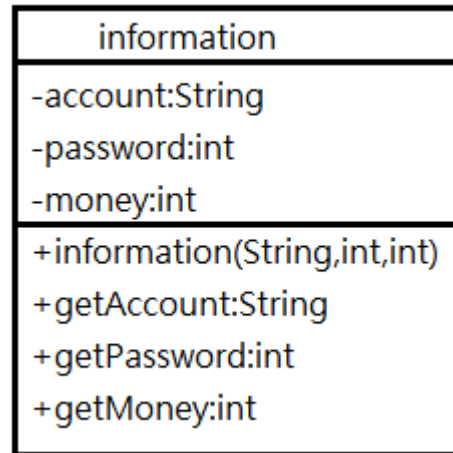 information
-account:String
-password:int
-money:int
+information(String,int,int)
+getAccount:String
+getPassword:int
+getMoney:int